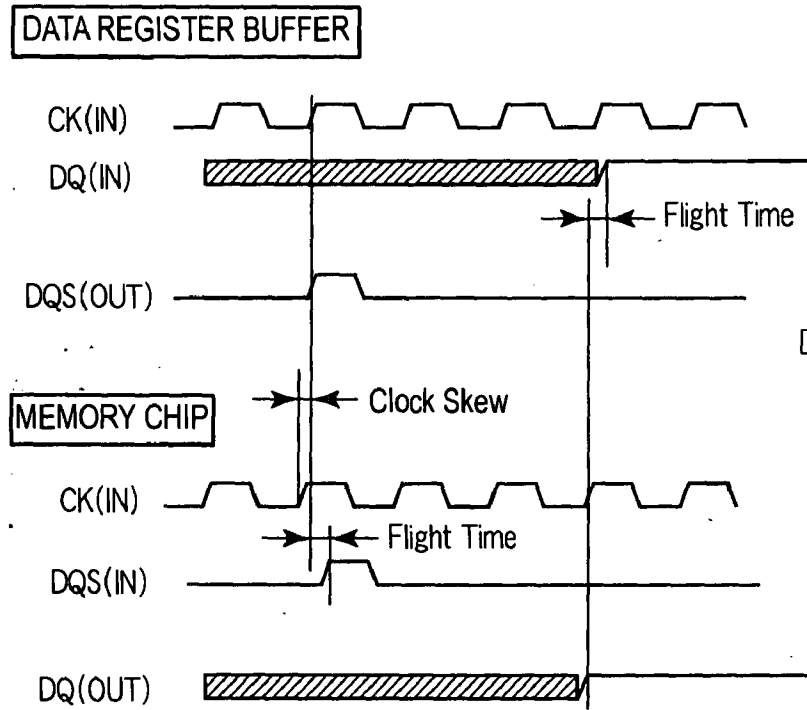 DATA REGISTER BUFFER
CK(IN)
DQ(IN)
Flight Time
DQS(OUT)
Clock Skew
MEMORY CHIP
CK(IN)
Flight Time
DQS(IN)
DQ(OUT)